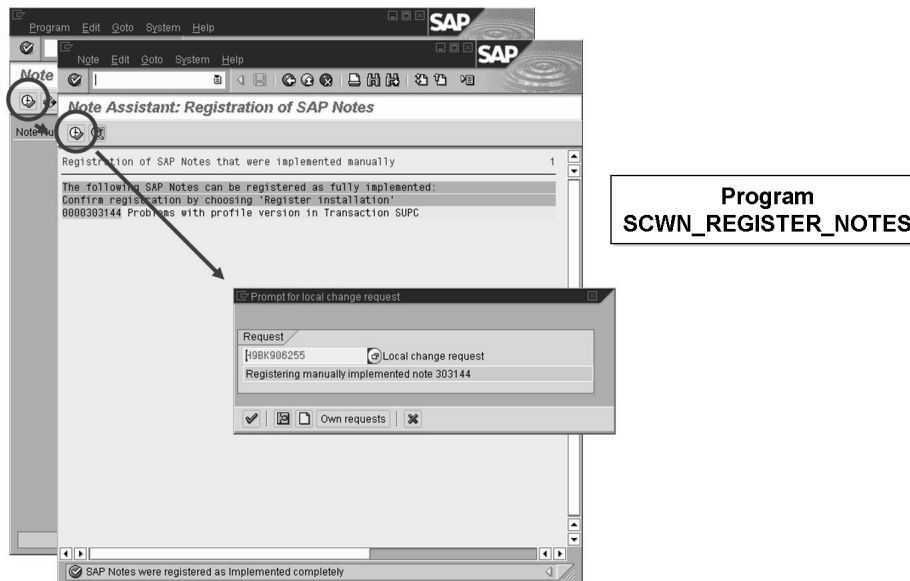 Program Edit Goto System Help
SAP
Note
Note Nu
Note Edit Goto System Help
SAP
Note Assistant: Registration of SAP Notes
Registration of SAP Notes that were implemented manually 1
The following SAP Notes can be registered as fully implemented:
Confirm registration by choosing 'Register installation'
0000303144 Problems with profile version in Transaction SUPC
Program
SCWN_REGISTER_NOTES
Prompt for local change request
Request
H9BK906255 Local change request
Registering manually implemented note 303144
Own requests
SAP Notes were registered as Implemented completely